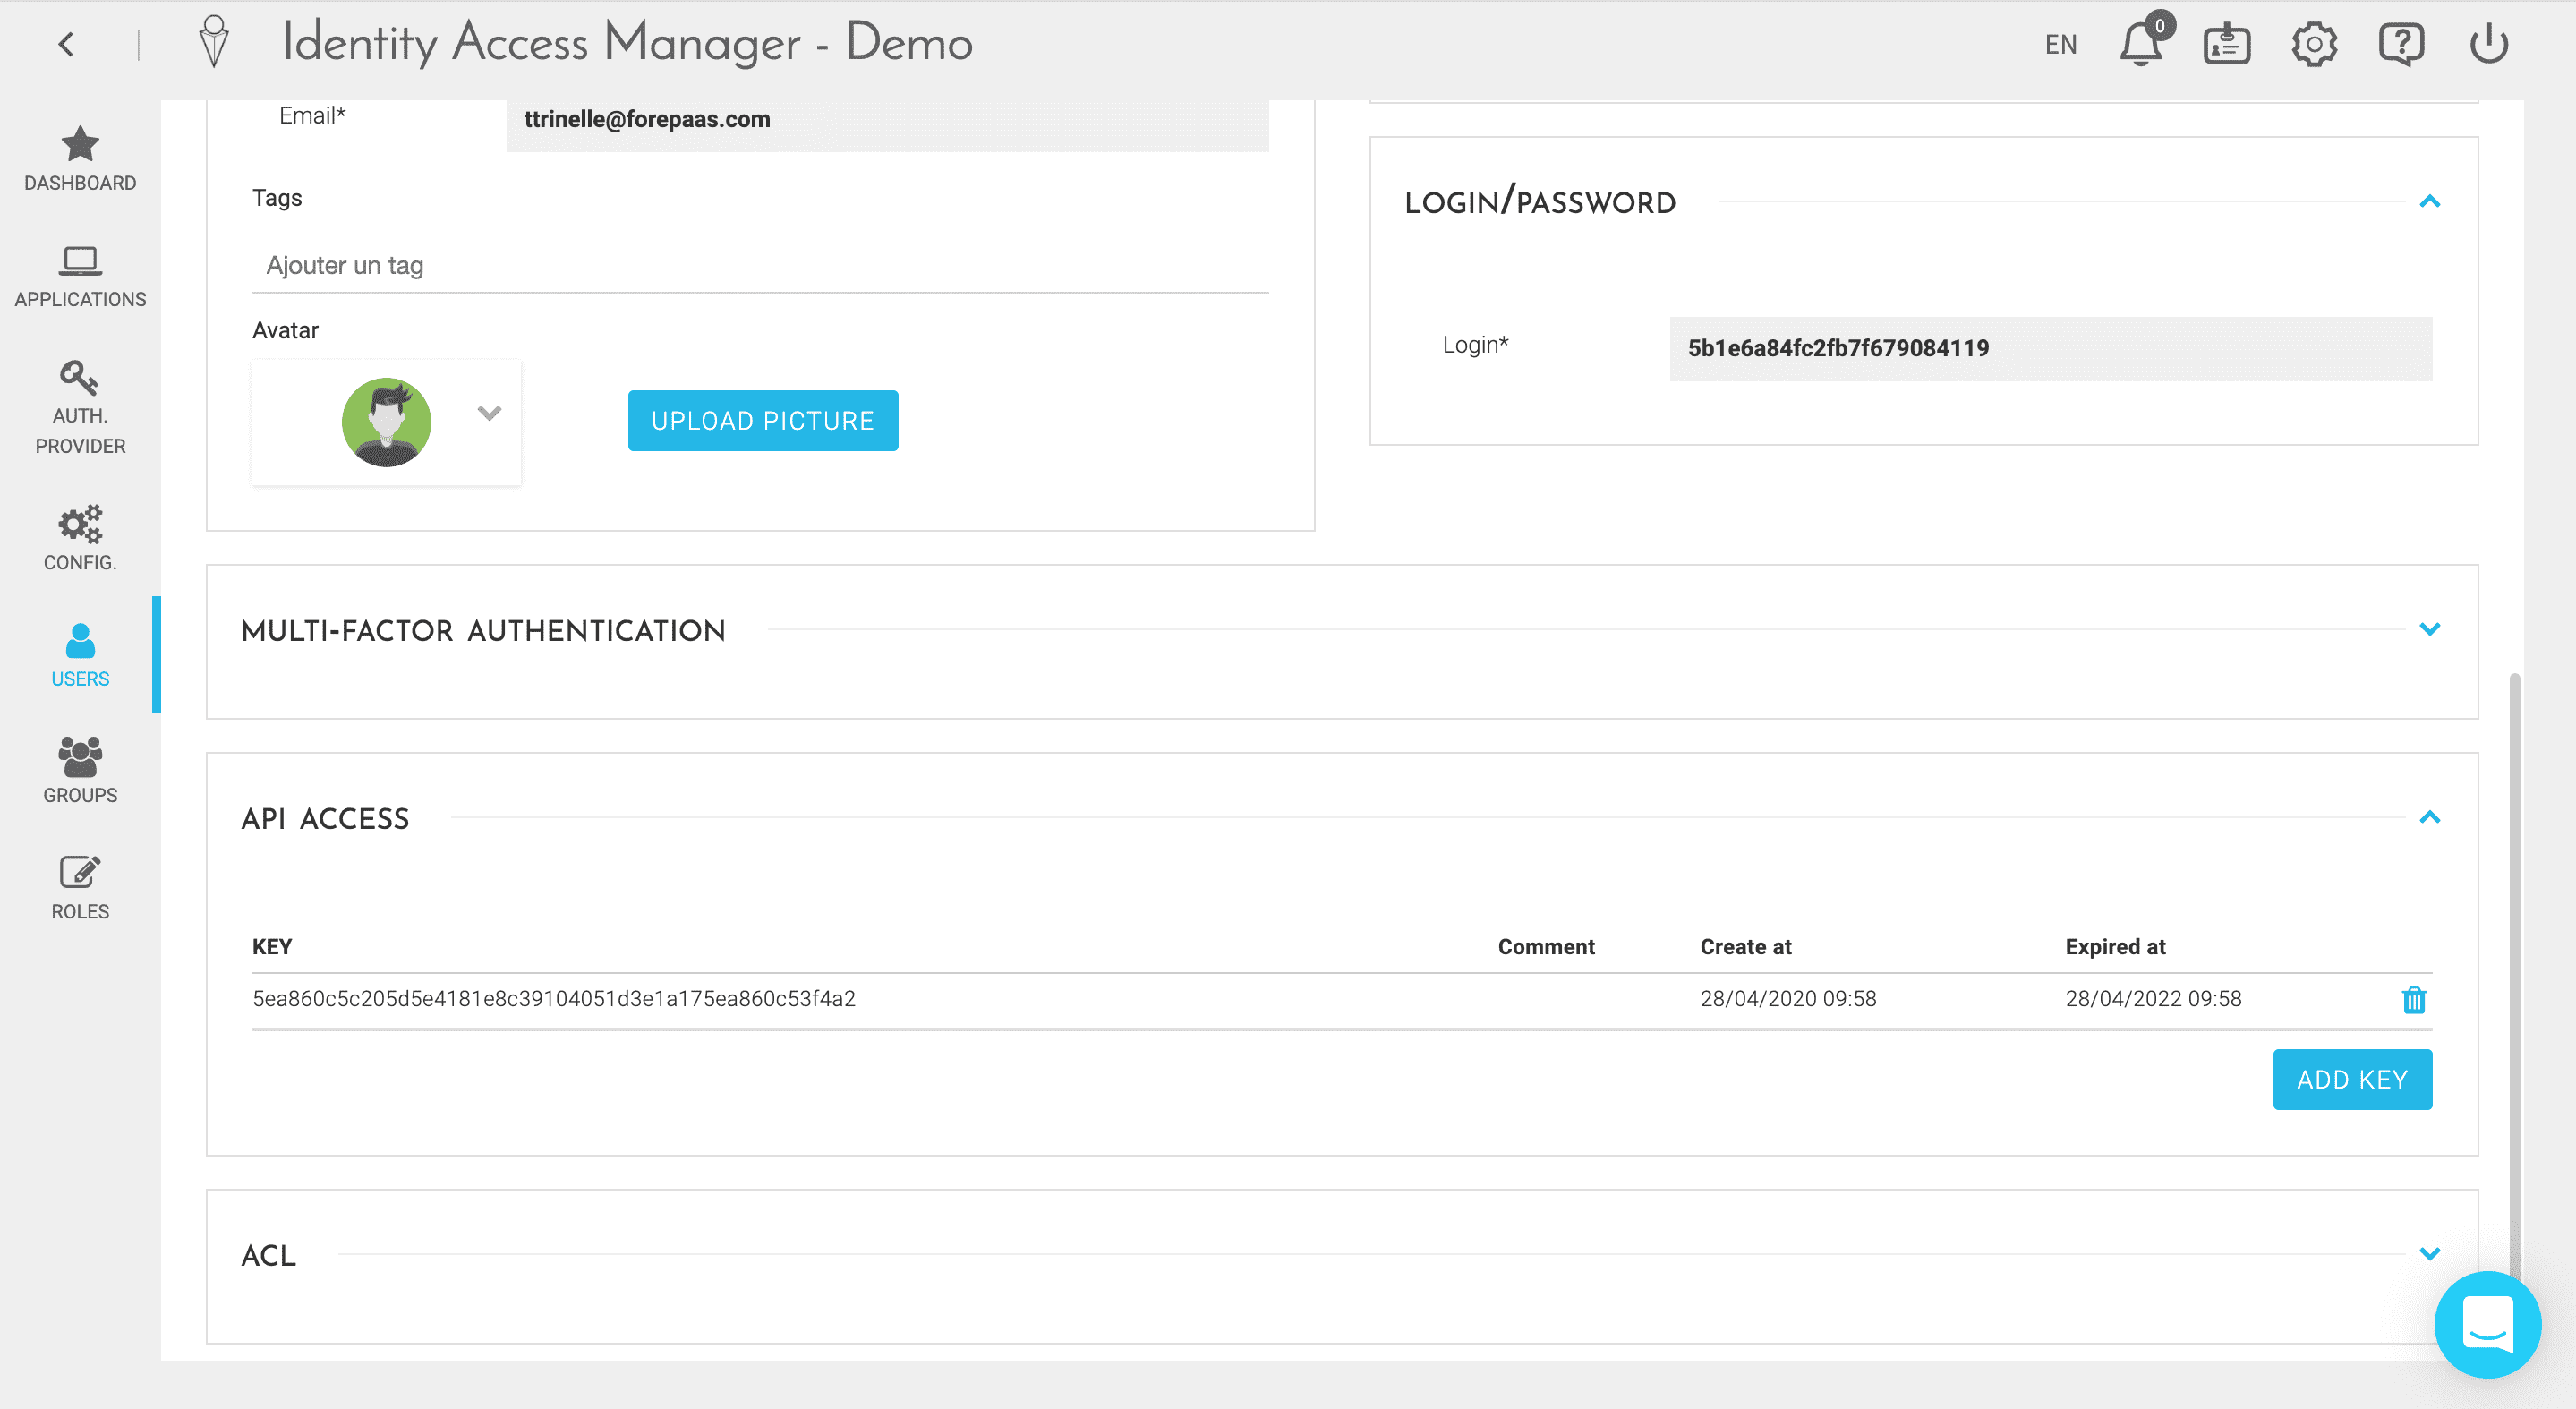 Identity Access Manager - Demo
EN
0
DASHBOARD
APPLICATIONS
AUTH.
PROVIDER
CONFIG.
USERS
GROUPS
ROLES
Email*
ttrinelle@forepaas.com
Tags
Ajouter un tag
Avatar
UPLOAD PICTURE
LOGIN/PASSWORD
Login*
5b1e6a84fc2fb7f679084119
MULTI-FACTOR AUTHENTICATION
API ACCESS
KEY Comment Create at Expired at
5ea860c5c205d5e4181e8c39104051d3e1a175ea860c53f4a2 28/04/2020 09:58 28/04/2022 09:58
ADD KEY
ACL